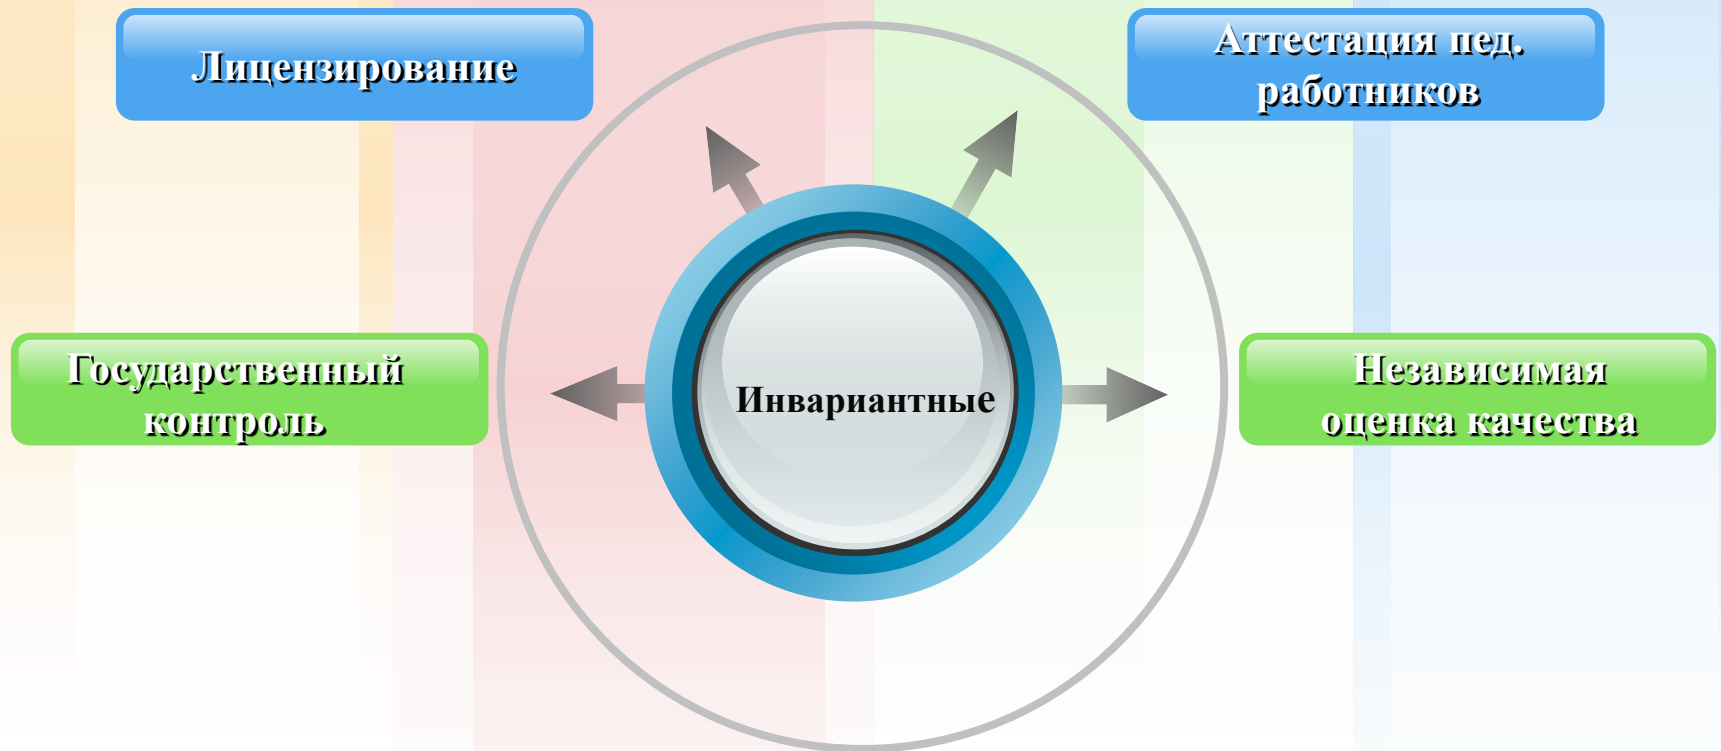 Лицензирование
Аттестация пед.
работников
Государственный
контроль
Инвариантные
Независимая
оценка качества